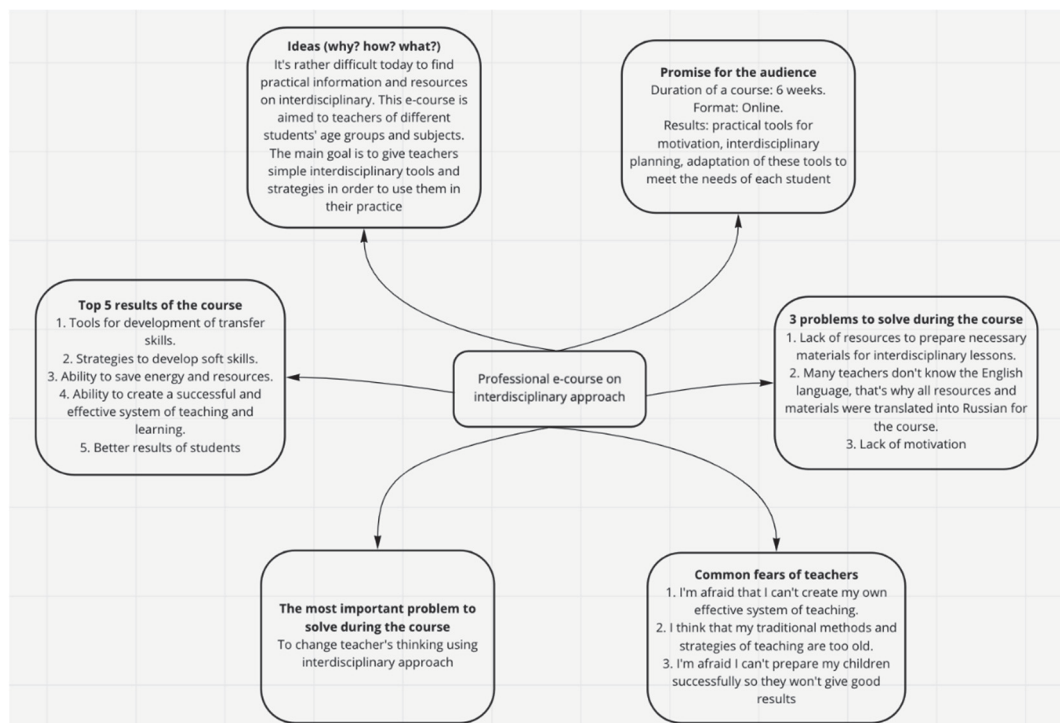 Ideas (why? how? what?)
It's rather difficult today to find
practical information and resources
on interdisciplinary. This e-course is
aimed to teachers of different
students' age groups and subjects.
The main goal is to give teachers
simple interdisciplinary tools and
strategies in order to use them in
their practice
Promise for the audience
Duration of a course: 6 weeks.
Format: Online.
Results: practical tools for
motivation, interdisciplinary
planning, adaptation of these tools to
meet the needs of each student
Top 5 results of the course
1. Tools for development of transfer
skills.
2. Strategies to develop soft skills.
3. Ability to save energy and resources.
4. Ability to create a successful and
effective system of teaching and
learning.
5. Better results of students
Professional e-course on
interdisciplinary approach
3 problems to solve during the course
1. Lack of resources to prepare necessary
materials for interdisciplinary lessons.
2. Many teachers don't know the English
language, that's why all resources and
materials were translated into Russian for
the course.
3. Lack of motivation
The most important problem to
solve during the course
To change teacher's thinking using
interdisciplinary approach
Common fears of teachers
1. I'm afraid that I can't create my own
effective system of teaching.
2. I think that my traditional methods and
strategies of teaching are too old.
3. I'm afraid I can't prepare my children
successfully so they won't give good
results